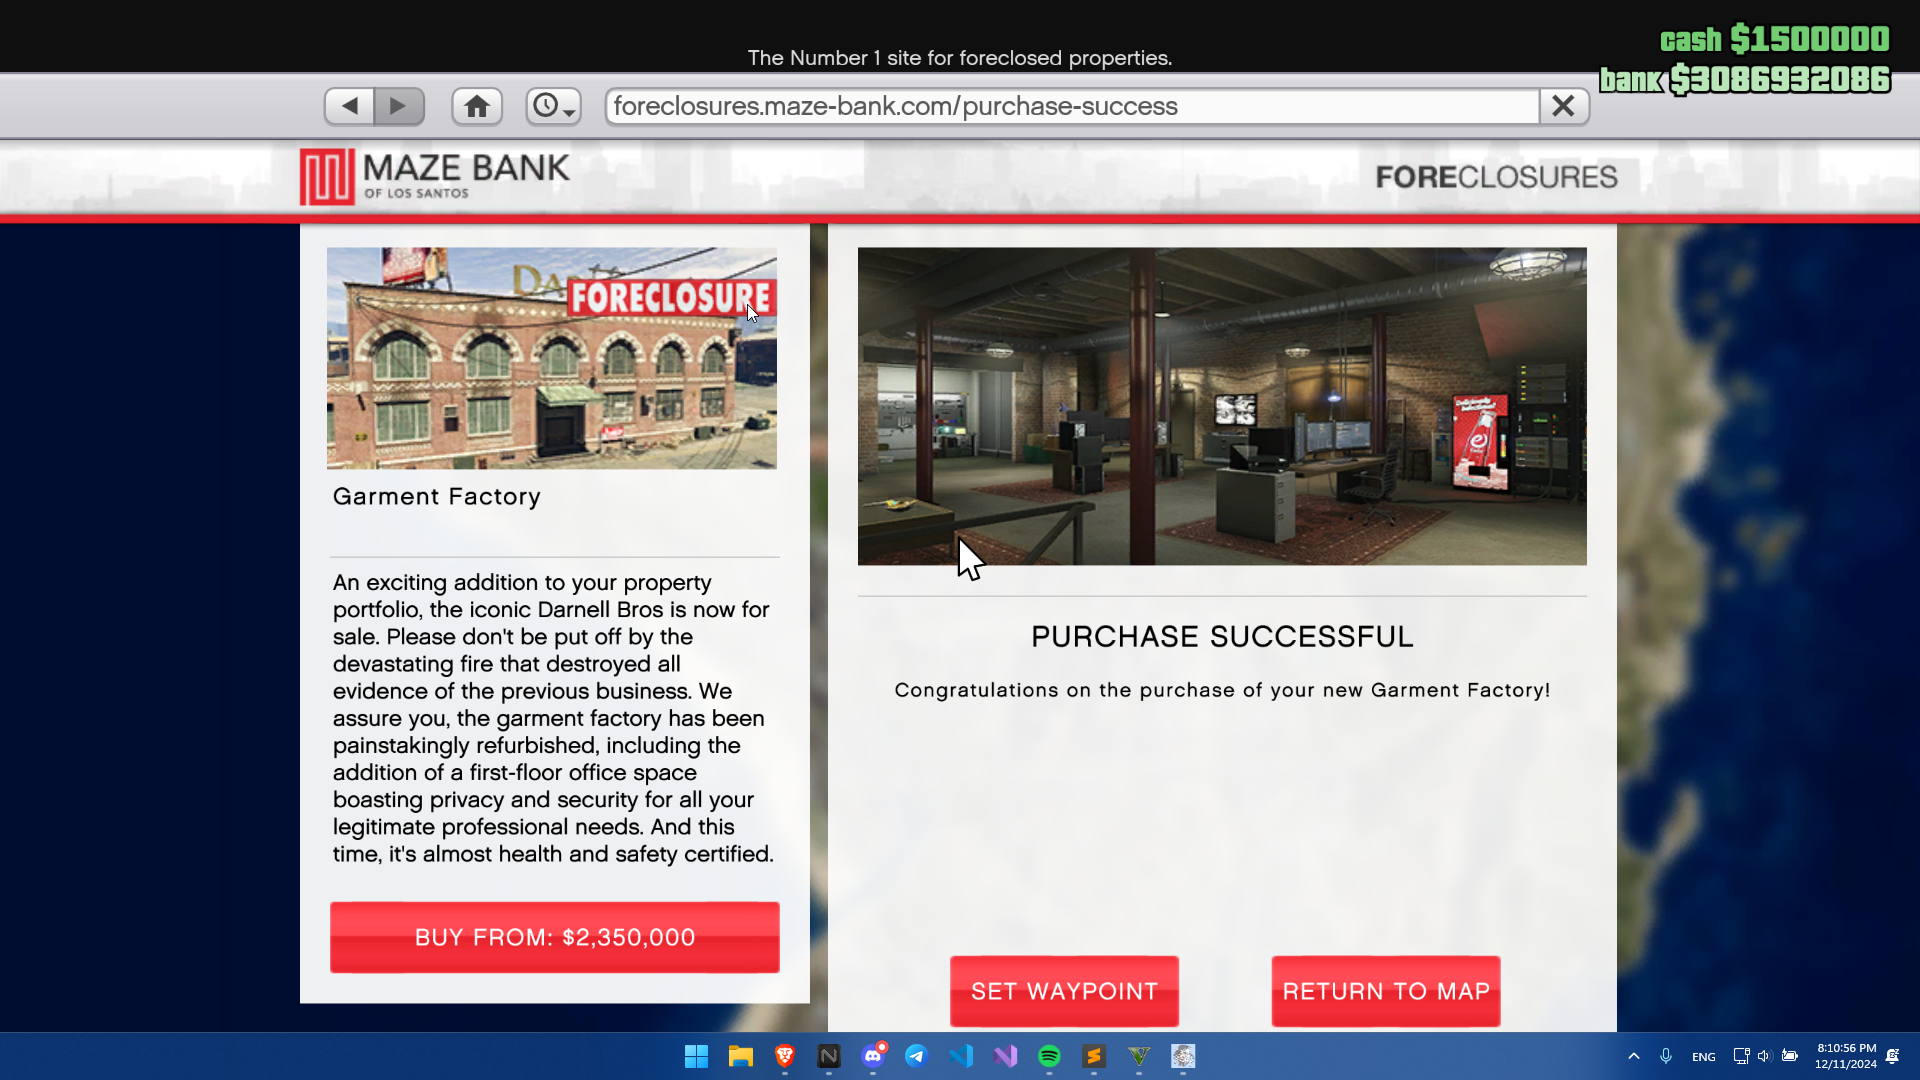 cash $1500000
The Number 1 site for foreclosed properties.
bank $3086932086
foreclosures.maze-bank.com/purchase-success
MAZE BANK
OF LOS SANTOS
FORECLOSURES
DA
FORECLOSURE
Garment Factory
An exciting addition to your property
portfolio, the iconic Darnell Bros is now for
sale. Please don't be put off by the
devastating fire that destroyed all
evidence of the previous business. We
assure you, the garment factory has been
painstakingly refurbished, including the
addition of a first-floor office space
boasting privacy and security for all your
legitimate professional needs. And this
time, it's almost health and safety certified.
BUY FROM: $2,350,000
PURCHASE SUCCESSFUL
Congratulations on the purchase of your new Garment Factory!
SET WAYPOINT
RETURN TO MAP
ENG
8:10:56 PM
12/11/2024